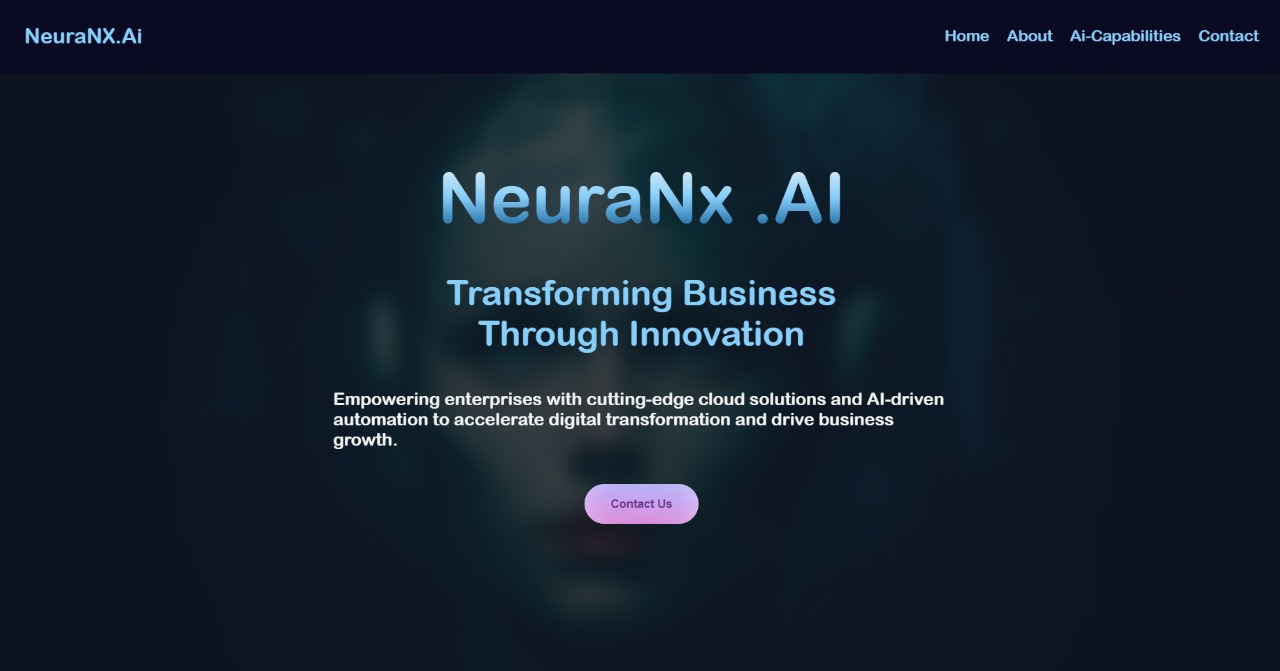 NeuraNX.Ai
Home About Ai-Capabilities Contact
NeuraNx .AI
Transforming Business
Through Innovation
Empowering enterprises with cutting-edge cloud solutions and AI-driven
automation to accelerate digital transformation and drive business
growth.
Contact Us